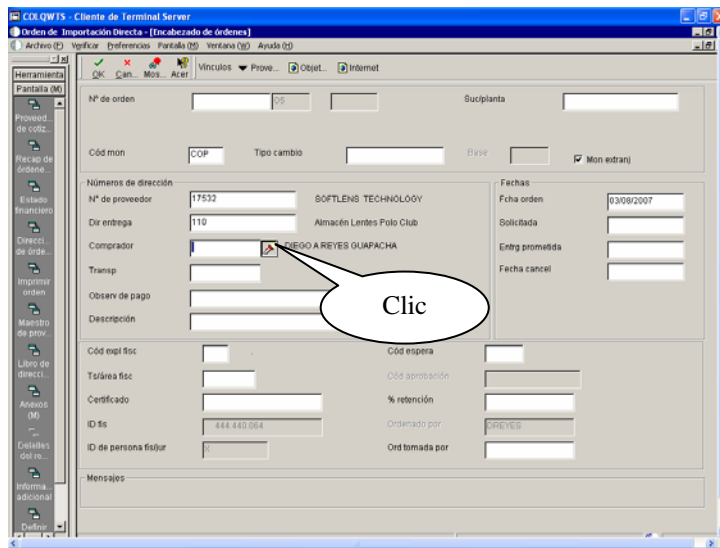 COLQWTS - Cliente de Terminal Server
Orden de Importación Directa - [Encabezado de órdenes]
Archivo (F) Verificar Preferencias Pantalla (M) Ventana (W) Ayuda (H)
OK Can... Mos... Acer Vínculos Prove... Objet... Internet
Herramienta
Pantalla (M)
Proveed...
de cotiz...
Recap de
órdene...
Estado
financiero
Direcci...
de órde...
Imprimir
orden
Maestro
de prov...
Libro de
direcci...
Anexos
(M)
Detalles
del re...
Informa...
adicional
Definir
Nº de orden 05 Suc/planta
Cód mon COP Tipo cambio Base Mon extranj
Números de dirección Fechas
Nº de proveedor 17532 SOFTLENS TECHNOLOGY Fcha orden 03/08/2007
Dir entrega 110 Almacén Lentes Polo Club Solicitada
Comprador DIEGO A REYES GUAPACHA Entrg prometida
Transp Fecha cancel
Observ de pago
Descripción
Clic
Cód expl fisc . Cód espera
Ts/área fisc Cód aprobación
Certificado % retención
ID fis 444.440.064 Ordenado por DREYES
ID de persona fis/jur X Ord tomada por
Mensajes